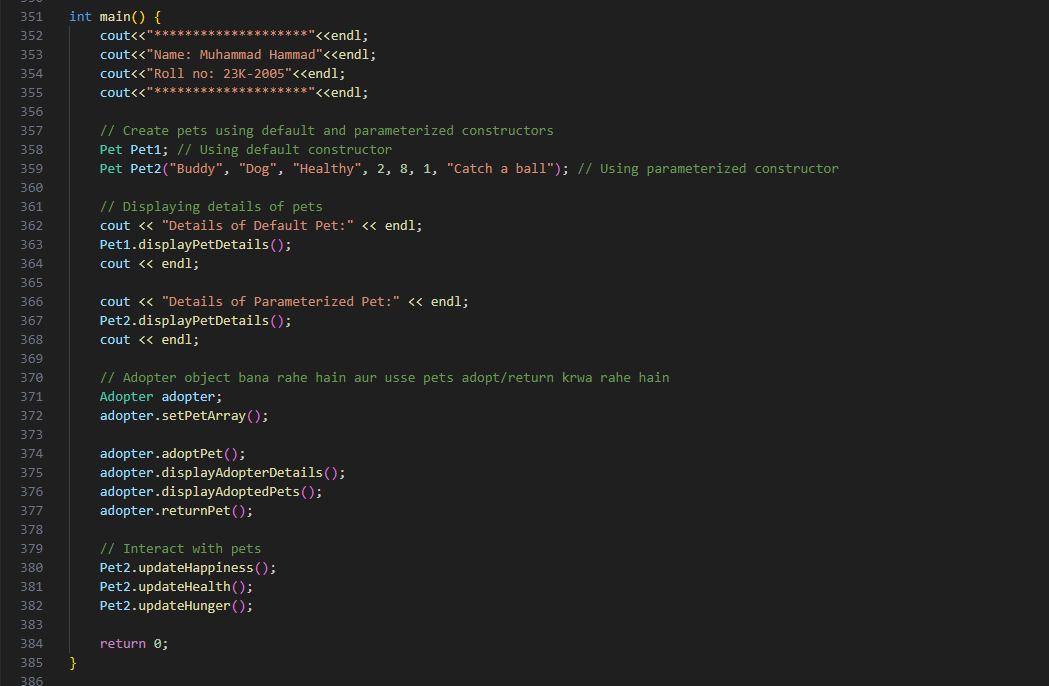 351 int main() {
352 cout<<"********************"<<endl;
353 cout<<"Name: Muhammad Hammad"<<endl;
354 cout<<"Roll no: 23K-2005"<<endl;
355 cout<<"********************"<<endl;
356
357 // Create pets using default and parameterized constructors
358 Pet Pet1; // Using default constructor
359 Pet Pet2("Buddy", "Dog", "Healthy", 2, 8, 1, "Catch a ball"); // Using parameterized constructor
360
361 // Displaying details of pets
362 cout << "Details of Default Pet:" << endl;
363 Pet1.displayPetDetails();
364 cout << endl;
365
366 cout << "Details of Parameterized Pet:" << endl;
367 Pet2.displayPetDetails();
368 cout << endl;
369
370 // Adopter object bana rahe hain aur usse pets adopt/return krwa rahe hain
371 Adopter adopter;
372 adopter.setPetArray();
373
374 adopter.adoptPet();
375 adopter.displayAdopterDetails();
376 adopter.displayAdoptedPets();
377 adopter.returnPet();
378
379 // Interact with pets
380 Pet2.updateHappiness();
381 Pet2.updateHealth();
382 Pet2.updateHunger();
383
384 return 0;
385 }
386